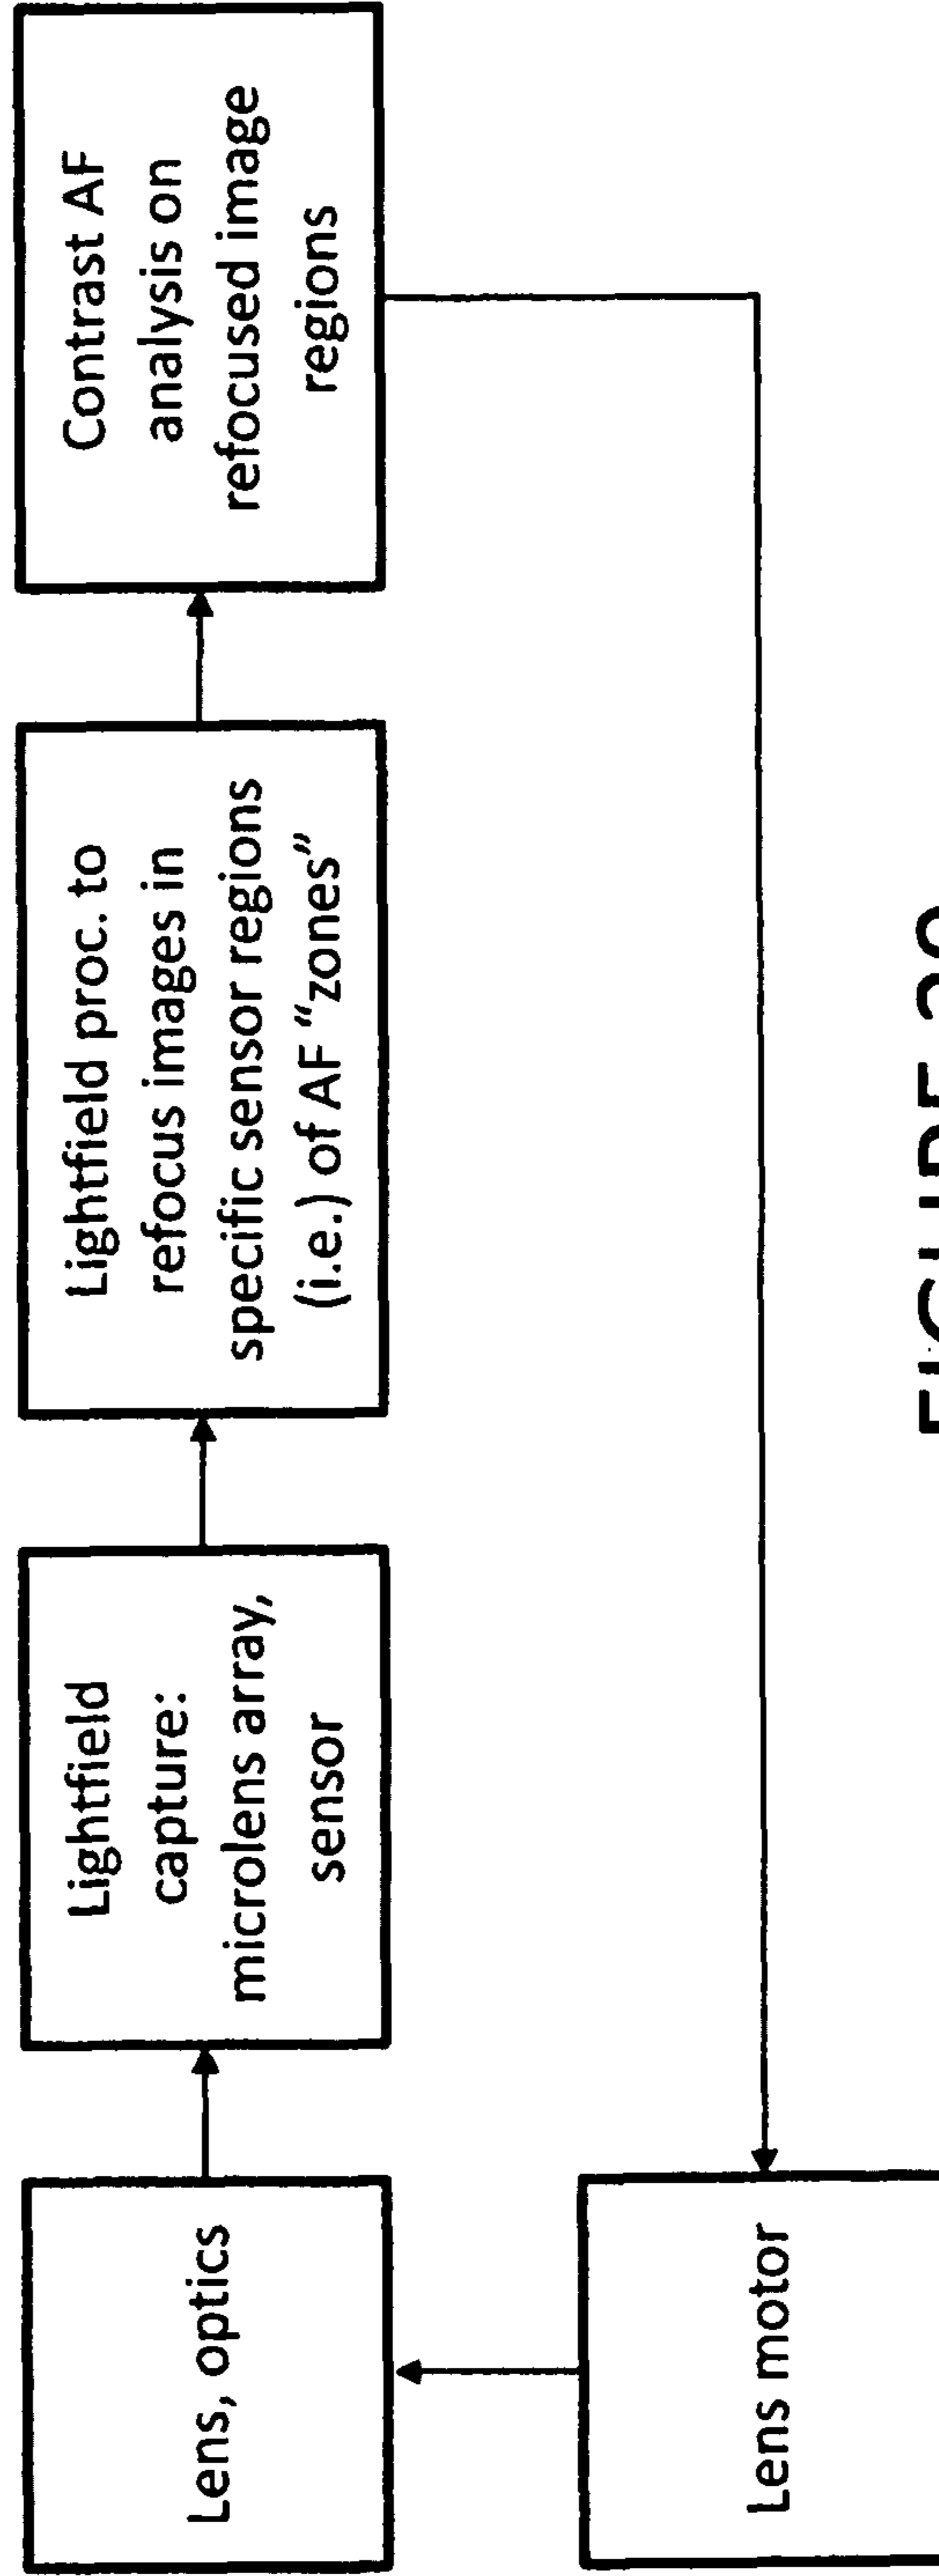 Lens, optics
Lightfield
capture:
microlens array,
sensor
Lightfield proc. to
refocus images in
specific sensor regions
(i.e.) of AF “zones”
Contrast AF
analysis on
refocused image
regions
Lens motor
FIGURE